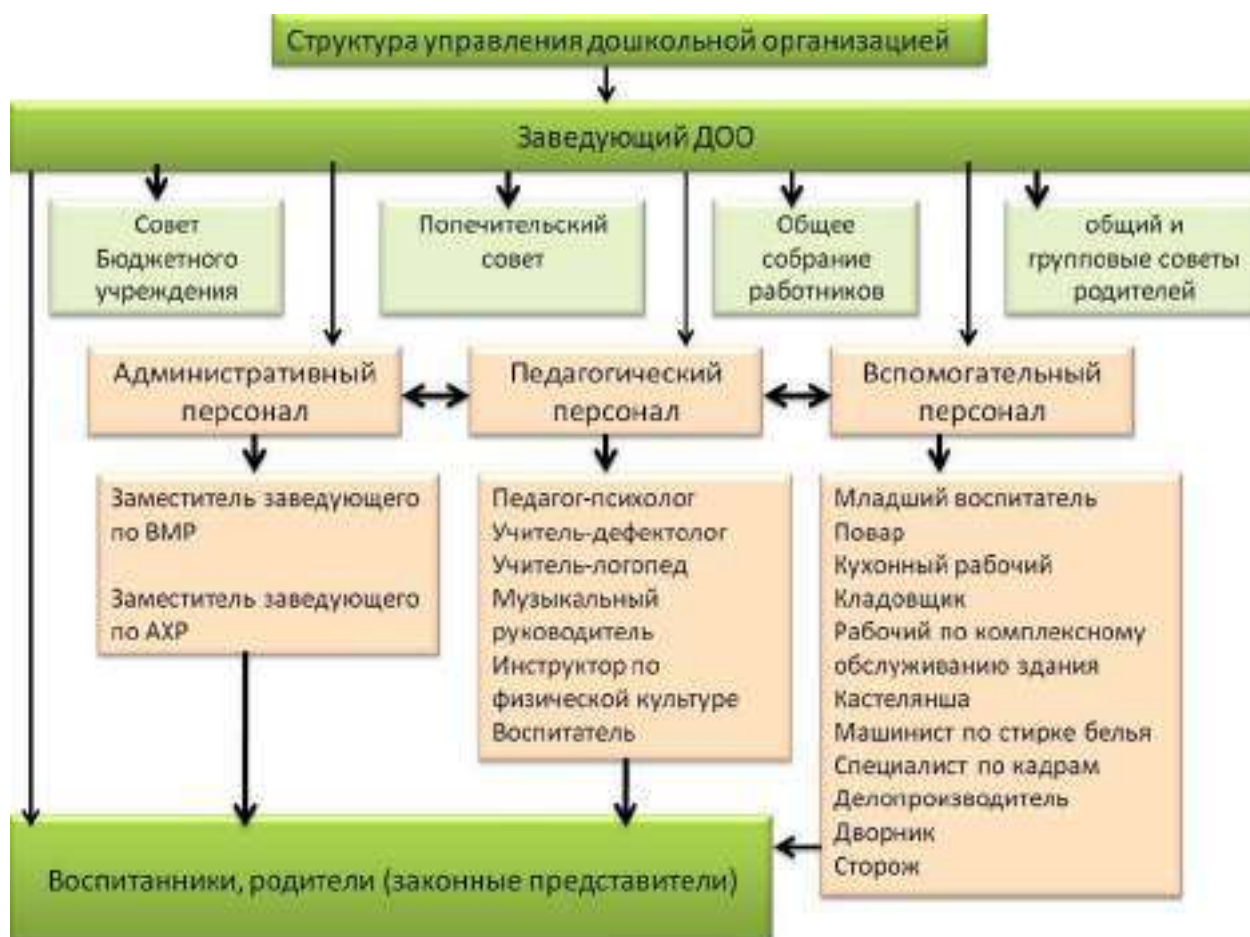 Структура управления дошкольной организацией
Заведующий ДОО
Совет
Бюджетного
учреждения
Попечительский
совет
Общее
собрание
работников
общий и
групповые советы
родителей
Административный
персонал
Педагогический
персонал
Вспомогательный
персонал
Заместитель заведующего
по ВМР
Заместитель заведующего
по АХР
Педагог-психолог
Учитель-дефектолог
Учитель-логопед
Музыкальный
руководитель
Инструктор по
физической культуре
Воспитатель
Младший воспитатель
Повар
Кухонный рабочий
Кладовщик
Рабочий по комплексному
обслуживанию здания
Кастелянша
Машинист по стирке белья
Специалист по кадрам
Делопроизводитель
Дворник
Сторож
Воспитанники, родители (законные представители)